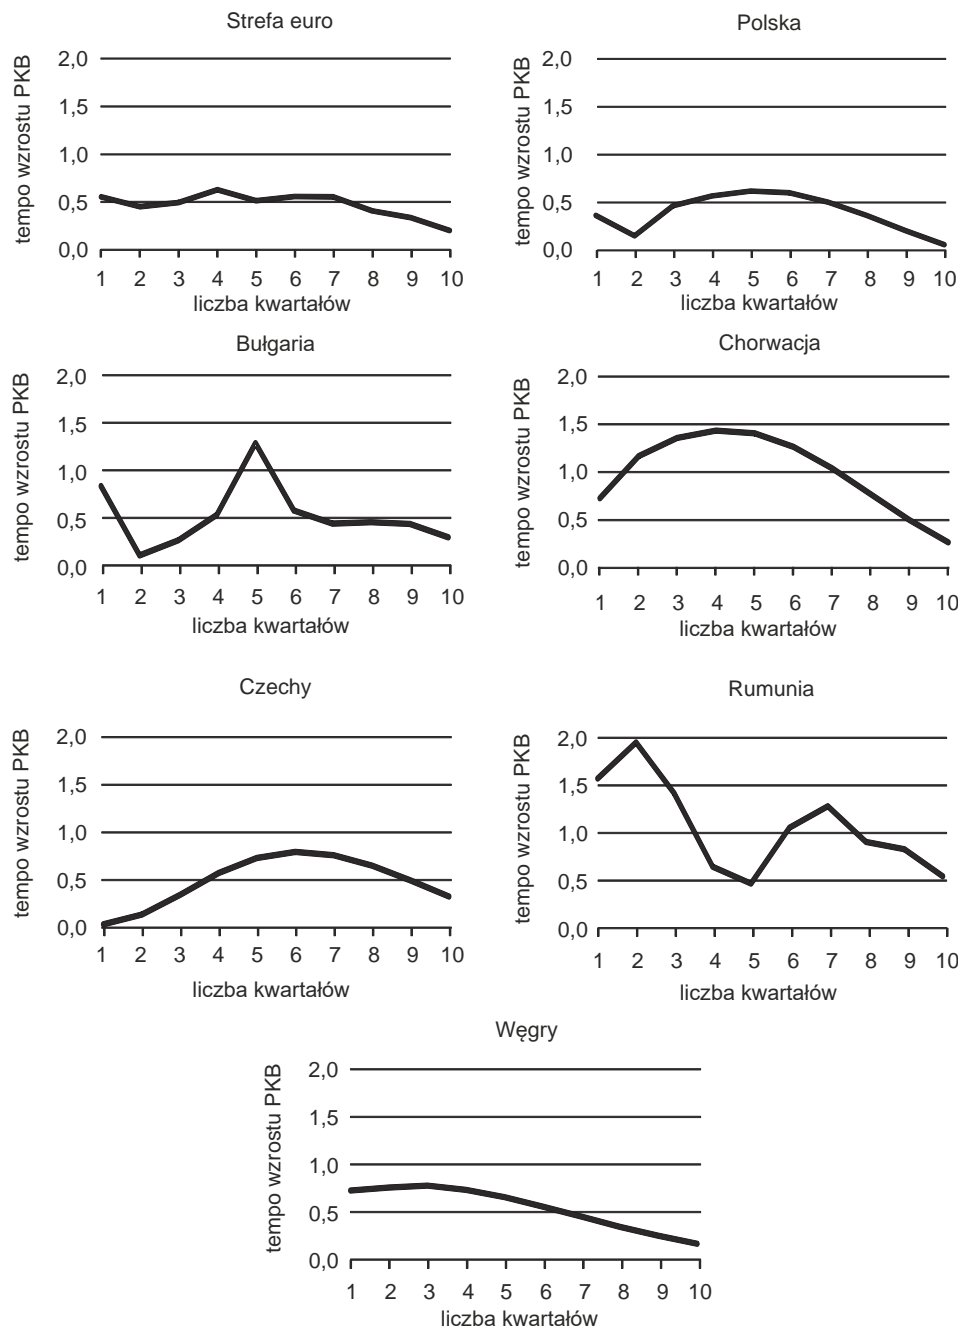 Strefa euro
tempo wzrostu PKB
2,0
1,5
1,0
0,5
0,0
1 2 3 4 5 6 7 8 9 10
liczba kwartałów
Polska
tempo wzrostu PKB
2,0
1,5
1,0
0,5
0,0
1 2 3 4 5 6 7 8 9 10
liczba kwartałów
Bułgaria
tempo wzrostu PKB
2,0
1,5
1,0
0,5
0,0
1 2 3 4 5 6 7 8 9 10
liczba kwartałów
Chorwacja
tempo wzrostu PKB
2,0
1,5
1,0
0,5
0,0
1 2 3 4 5 6 7 8 9 10
liczba kwartałów
Czechy
tempo wzrostu PKB
2,0
1,5
1,0
0,5
0,0
1 2 3 4 5 6 7 8 9 10
liczba kwartałów
Rumunia
tempo wzrostu PKB
2,0
1,5
1,0
0,5
0,0
1 2 3 4 5 6 7 8 9 10
liczba kwartałów
Węgry
tempo wzrostu PKB
2,0
1,5
1,0
0,5
0,0
1 2 3 4 5 6 7 8 9 10
liczba kwartałów